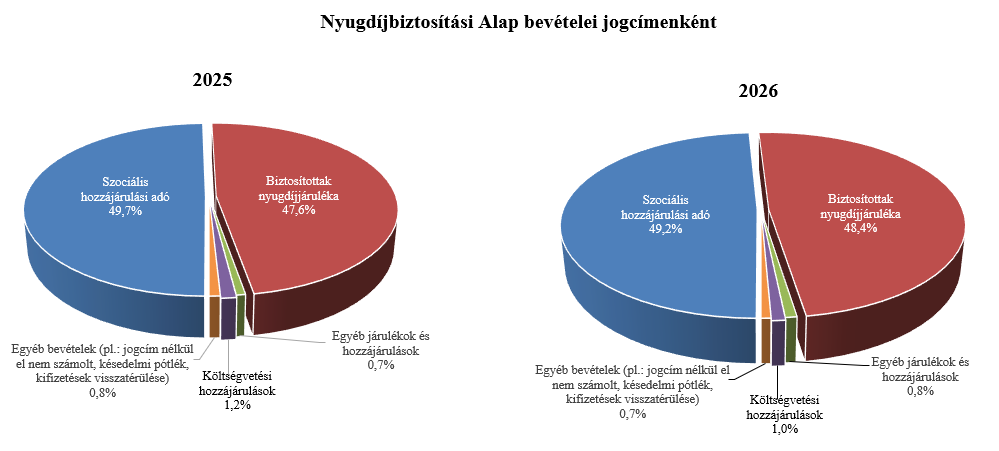 Nyugdíjbiztosítási Alap bevételei jogcímenként
2025
Szociális
hozzájárulási adó
49,7%
Biztosítottak
nyugdíjjáruléka
47,6%
Egyéb bevételek (pl.: jogcím nélkül
el nem számolt, késedelmi pótlék,
kifizetések visszatérülése)
0,8%
Költségvetési
hozzájárulások
1,2%
Egyéb járulékok és
hozzájárulások
0,7%
2026
Szociális
hozzájárulási adó
49,2%
Biztosítottak
nyugdíjjáruléka
48,4%
Egyéb bevételek (pl.: jogcím nélkül el
nem számolt, késedelmi pótlék,
kifizetések visszatérülése)
0,7%
Költségvetési
hozzájárulások
1,0%
Egyéb járulékok és
hozzájárulások
0,8%